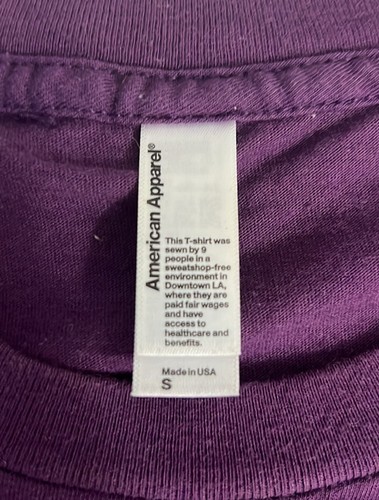 American Apparel®
This T-shirt was
sewn by 9
people in a
sweatshop-free
environment in
Downtown LA,
where they are
paid fair wages
and have
access to
healthcare and
benefits.
Made in USA
S